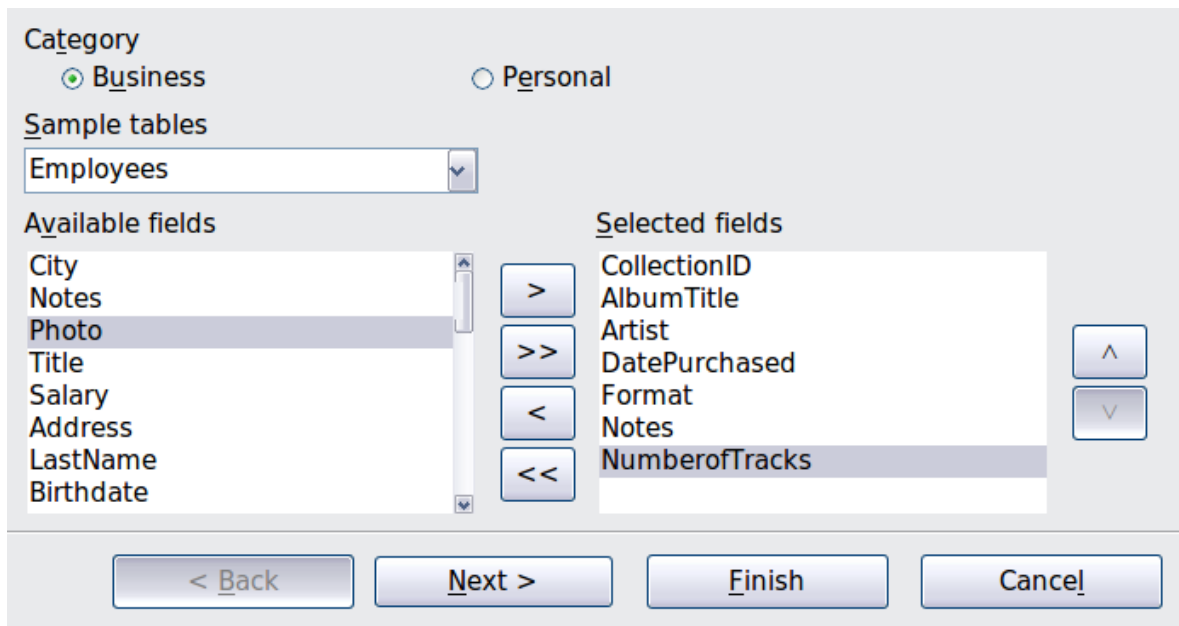 Category
Business Personal
Sample tables
Employees
Available fields
City
Notes
Photo
Title
Salary
Address
LastName
Birthdate
>
>>
<
<<
Selected fields
CollectionID
AlbumTitle
Artist
DatePurchased
Format
Notes
NumberofTracks
< Back Next > Finish Cancel